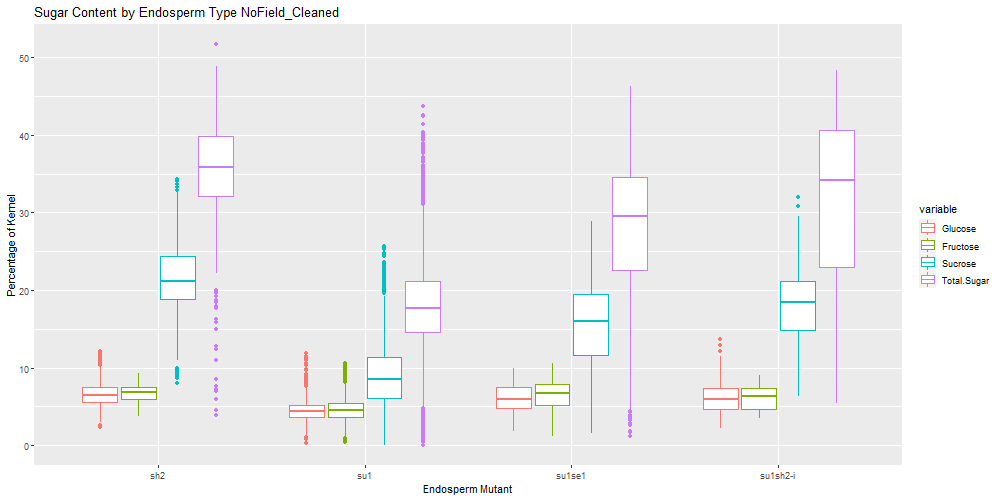 Sugar Content by Endosperm Type NoField_Cleaned
Percentage of Kernel
50
40
30
20
10
0
sh2
su1
su1se1
su1sh2-i
Endosperm Mutant
variable
Glucose
Fructose
Sucrose
Total.Sugar